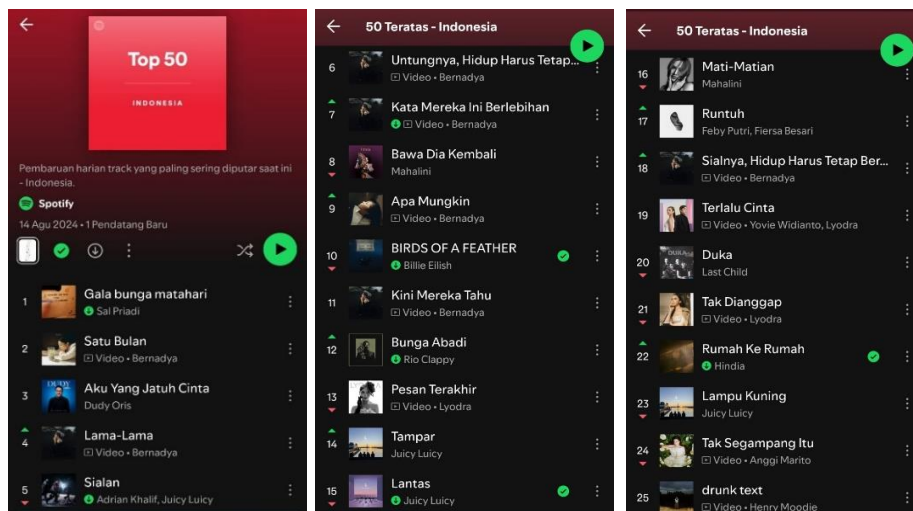 Top 50
INDONESIA
Pembaruan harian track yang paling sering diputar saat ini
- Indonesia.
Spotify
14 Agu 2024 • 1 Pendatang Baru
1
Gala bunga matahari
Sal Priadi
2
Satu Bulan
Video • Bernadya
3
Aku Yang Jatuh Cinta
Dudy Oris
4
Lama-Lama
Video • Bernadya
5
Sialan
Adrian Khalif, Juicy Luicy
50 Teratas - Indonesia
6
Untungnya, Hidup Harus Tetap...
Video • Bernadya
7
Kata Mereka Ini Berlebihan
Video • Bernadya
8
Bawa Dia Kembali
Mahalini
9
Apa Mungkin
Video • Bernadya
10
BIRDS OF A FEATHER
Billie Eilish
11
Kini Mereka Tahu
Video • Bernadya
12
Bunga Abadi
Rio Clappy
13
Pesan Terakhir
Video • Lyodra
14
Tampar
Juicy Luicy
15
Lantas
Juicy Luicy
50 Teratas - Indonesia
16
Mati-Matian
Mahalini
17
Runtuh
Feby Putri, Fiersa Besari
18
Sialnya, Hidup Harus Tetap Ber...
Video • Bernadya
19
Terlalu Cinta
Video • Yovie Widianto, Lyodra
20
Duka
Last Child
21
Tak Dianggap
Video • Lyodra
22
Rumah Ke Rumah
Hindia
23
Lampu Kuning
Juicy Luicy
24
Tak Segampang Itu
Video • Anggi Marito
25
drunk text
Video • Henry Moodie